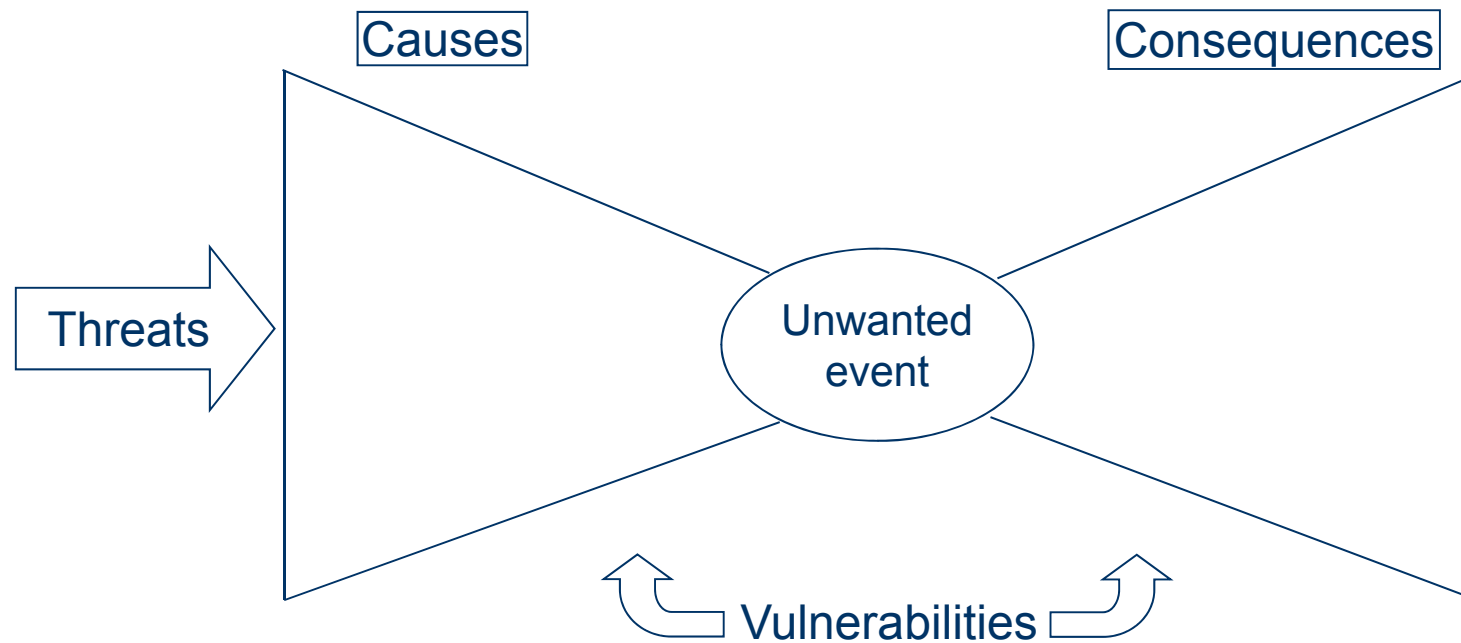 Causes
Consequences
Threats
Unwanted
event
Vulnerabilities